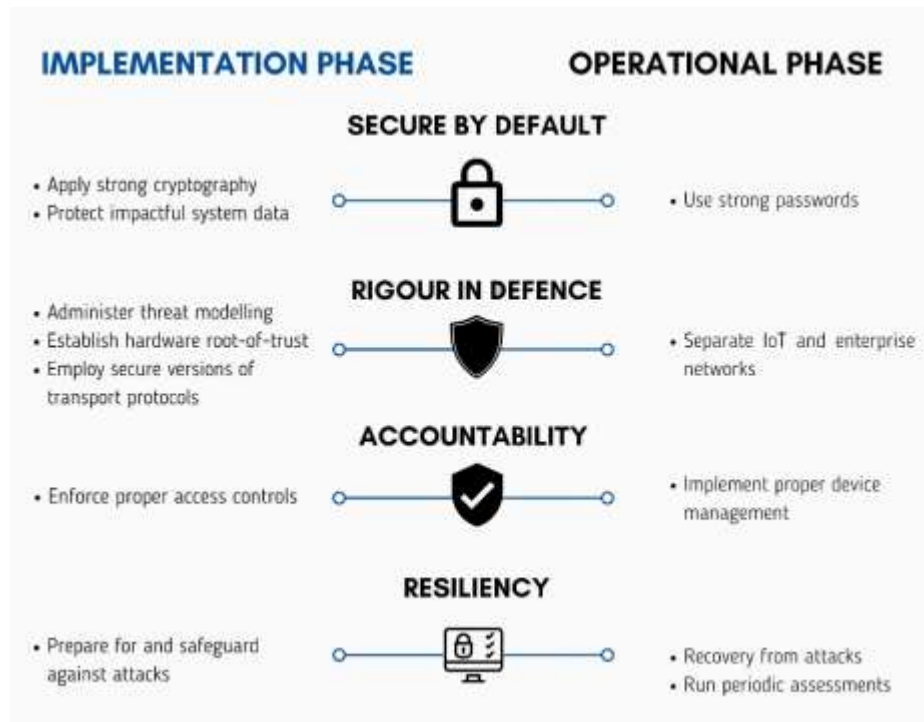 IMPLEMENTATION PHASE
OPERATIONAL PHASE
SECURE BY DEFAULT
• Apply strong cryptography
• Protect impactful system data
• Use strong passwords
RIGOUR IN DEFENCE
• Administer threat modelling
• Establish hardware root-of-trust
• Employ secure versions of
transport protocols
• Separate IoT and enterprise
networks
ACCOUNTABILITY
• Enforce proper access controls
• Implement proper device
management
RESILIENCY
• Prepare for and safeguard
against attacks
• Recovery from attacks
• Run periodic assessments